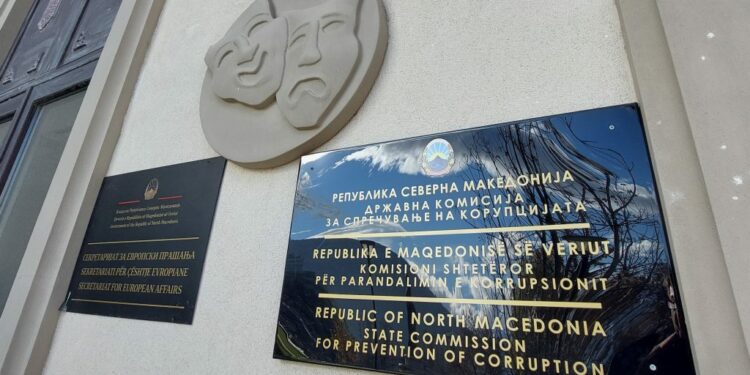 СЕКРЕТАРИЈАТ ЗА ЕВРОПСКИ ПРАШАЊА
SEKRETARIATI PËR ÇËSHTJE EVROPIANE
SECRETARIAT FOR EUROPEAN AFFAIRS
РЕПУБЛИКА СЕВЕРНА МАКЕДОНИЈА
ДРЖАВНА КОМИСИЈА
ЗА СПРЕЧУВАЊЕ НА КОРУПЦИЈАТА
REPUBLIKA E MAQEDONISË SË VERIUT
KOMISIONI SHTETËROR
PËR PARANDALIMIN E KORRUPSIONIT
REPUBLIC OF NORTH MACEDONIA
STATE COMMISSION
FOR PREVENTION OF CORRUPTION